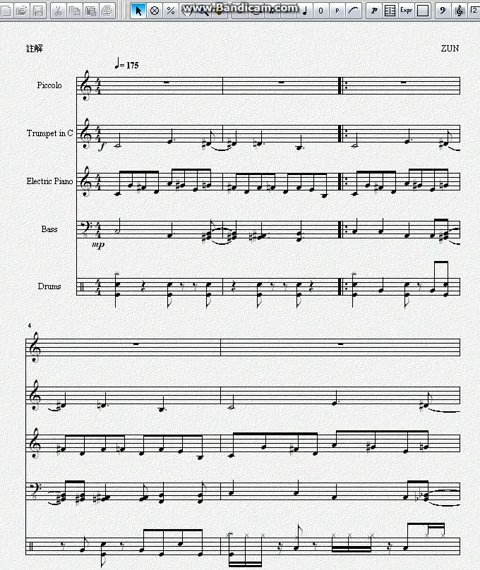 www.Bandicam.com
Expr
註解
ZUN
♩= 175
Piccolo
Trumpet in C
f
Electric Piano
Bass
mp
Drums
4